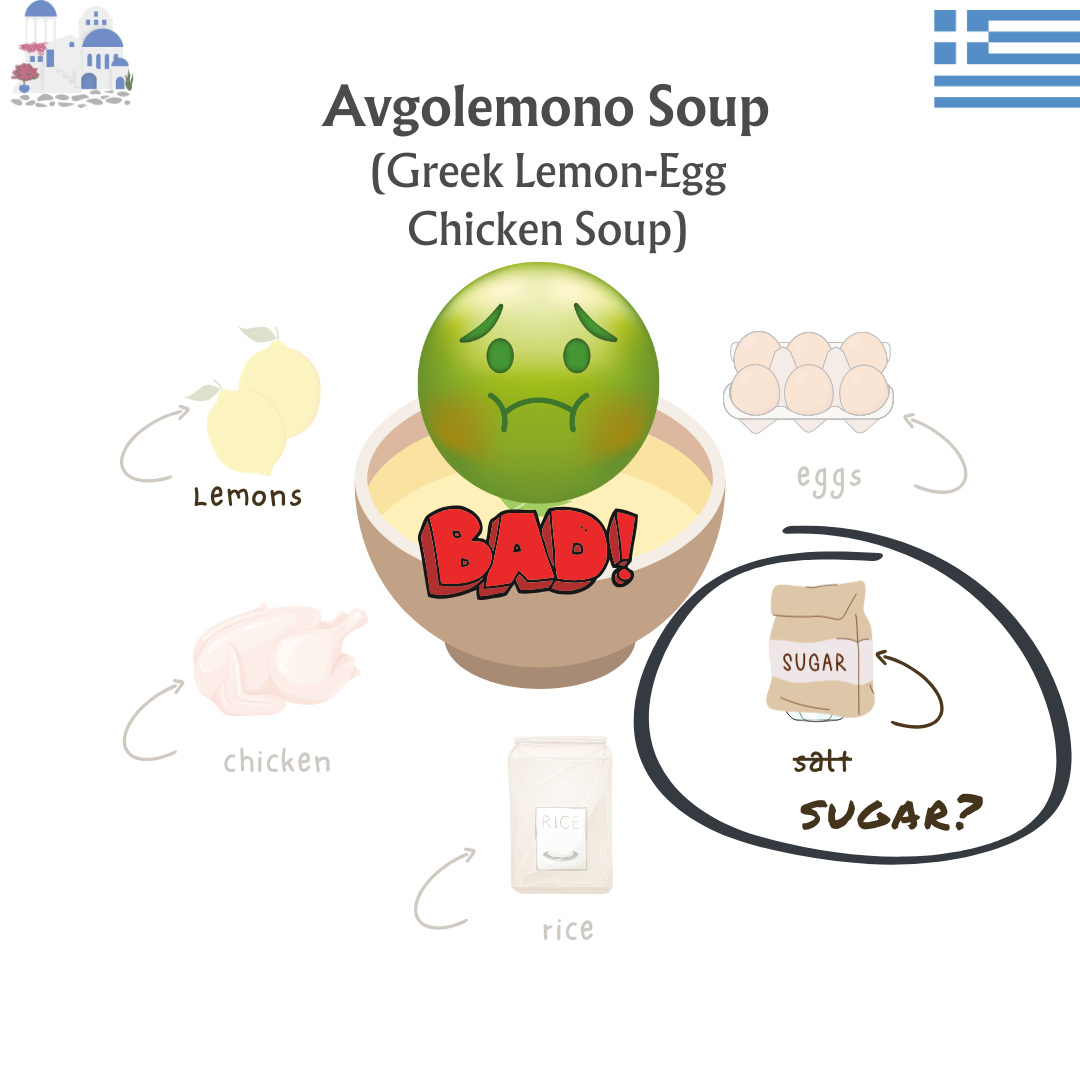 Avgolemono Soup
(Greek Lemon-Egg
Chicken Soup)
Lemons
eggs
BAD!
SUGAR
chicken
salt
SUGAR?
RICE
rice